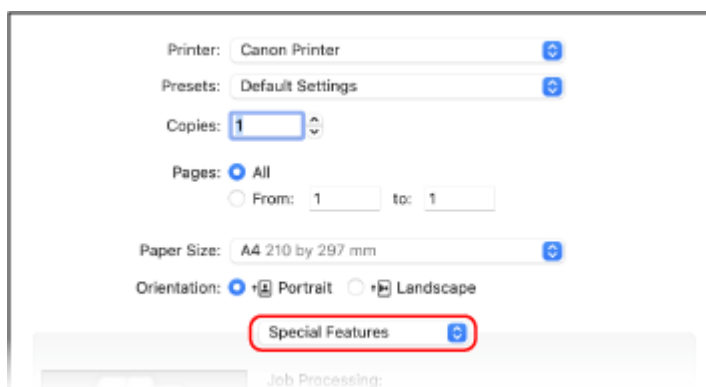 Printer: Canon Printer
Presets: Default Settings
Copies: 1
Pages: All
From: 1 to: 1
Paper Size: A4 210 by 297 mm
Orientation: Portrait Landscape
Special Features
Job Processing: